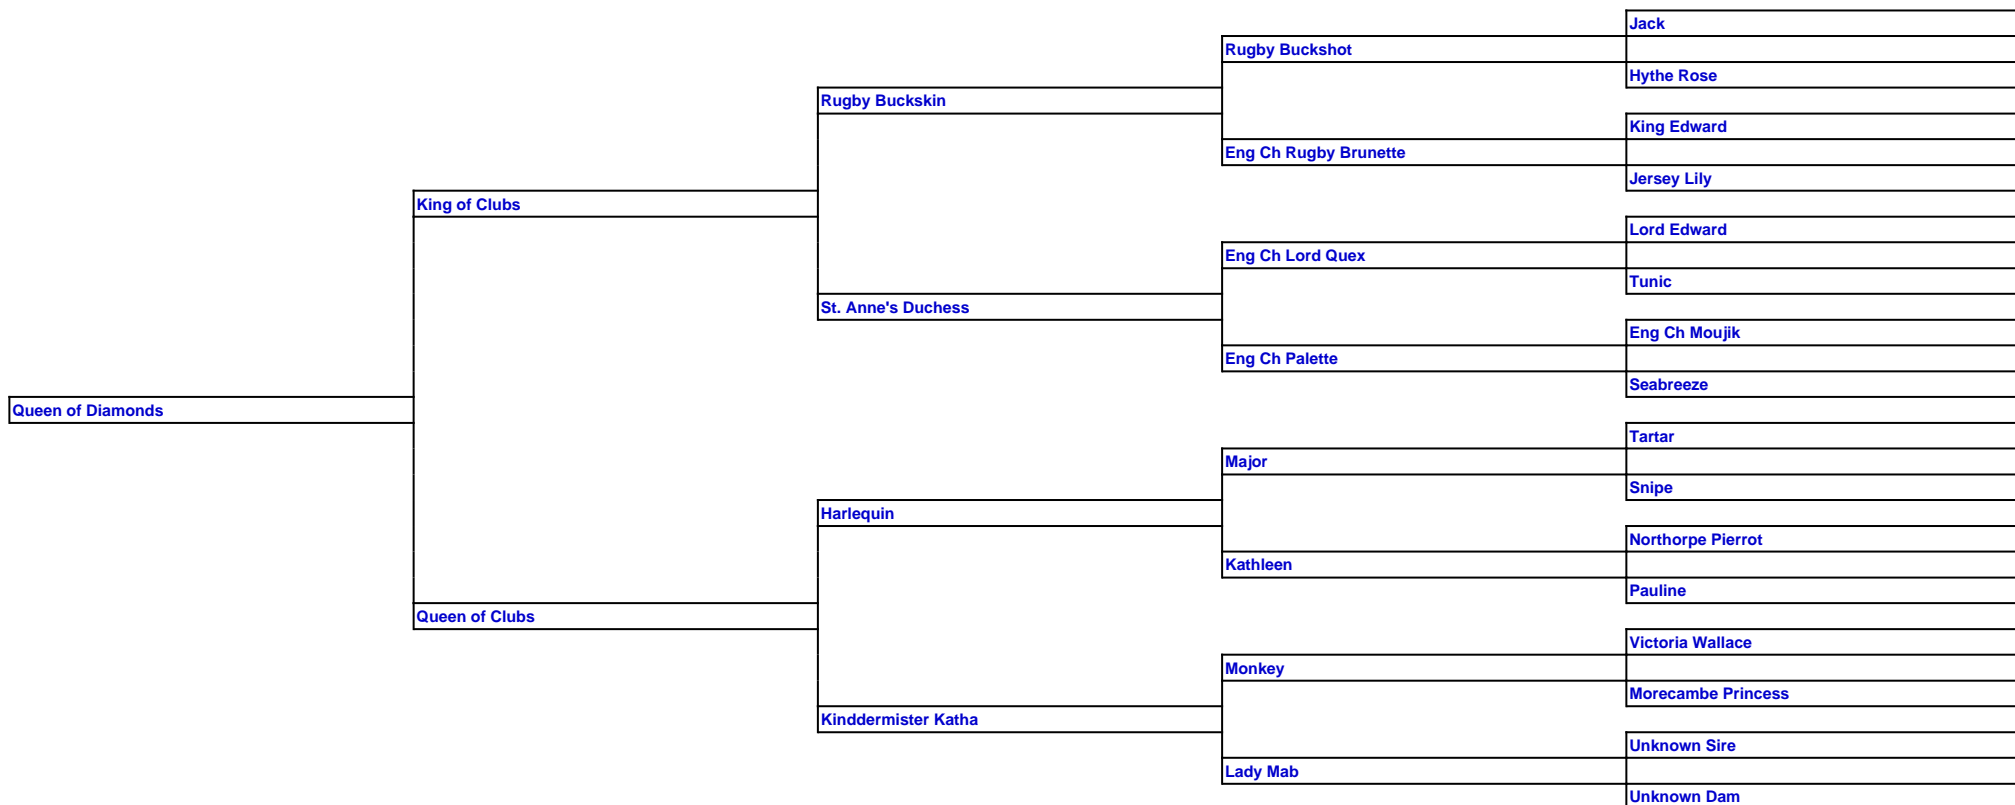 Jack
Rugby Buckshot
Hythe Rose
Rugby Buckskin
King Edward
Eng Ch Rugby Brunette
Jersey Lily
King of Clubs
Lord Edward
Eng Ch Lord Quex
Tunic
St. Anne's Duchess
Eng Ch Moujik
Eng Ch Palette
Seabreeze
Queen of Diamonds
Tartar
Major
Snipe
Harlequin
Northorpe Pierrot
Kathleen
Pauline
Queen of Clubs
Victoria Wallace
Monkey
Morecambe Princess
Kinddermister Katha
Unknown Sire
Lady Mab
Unknown Dam